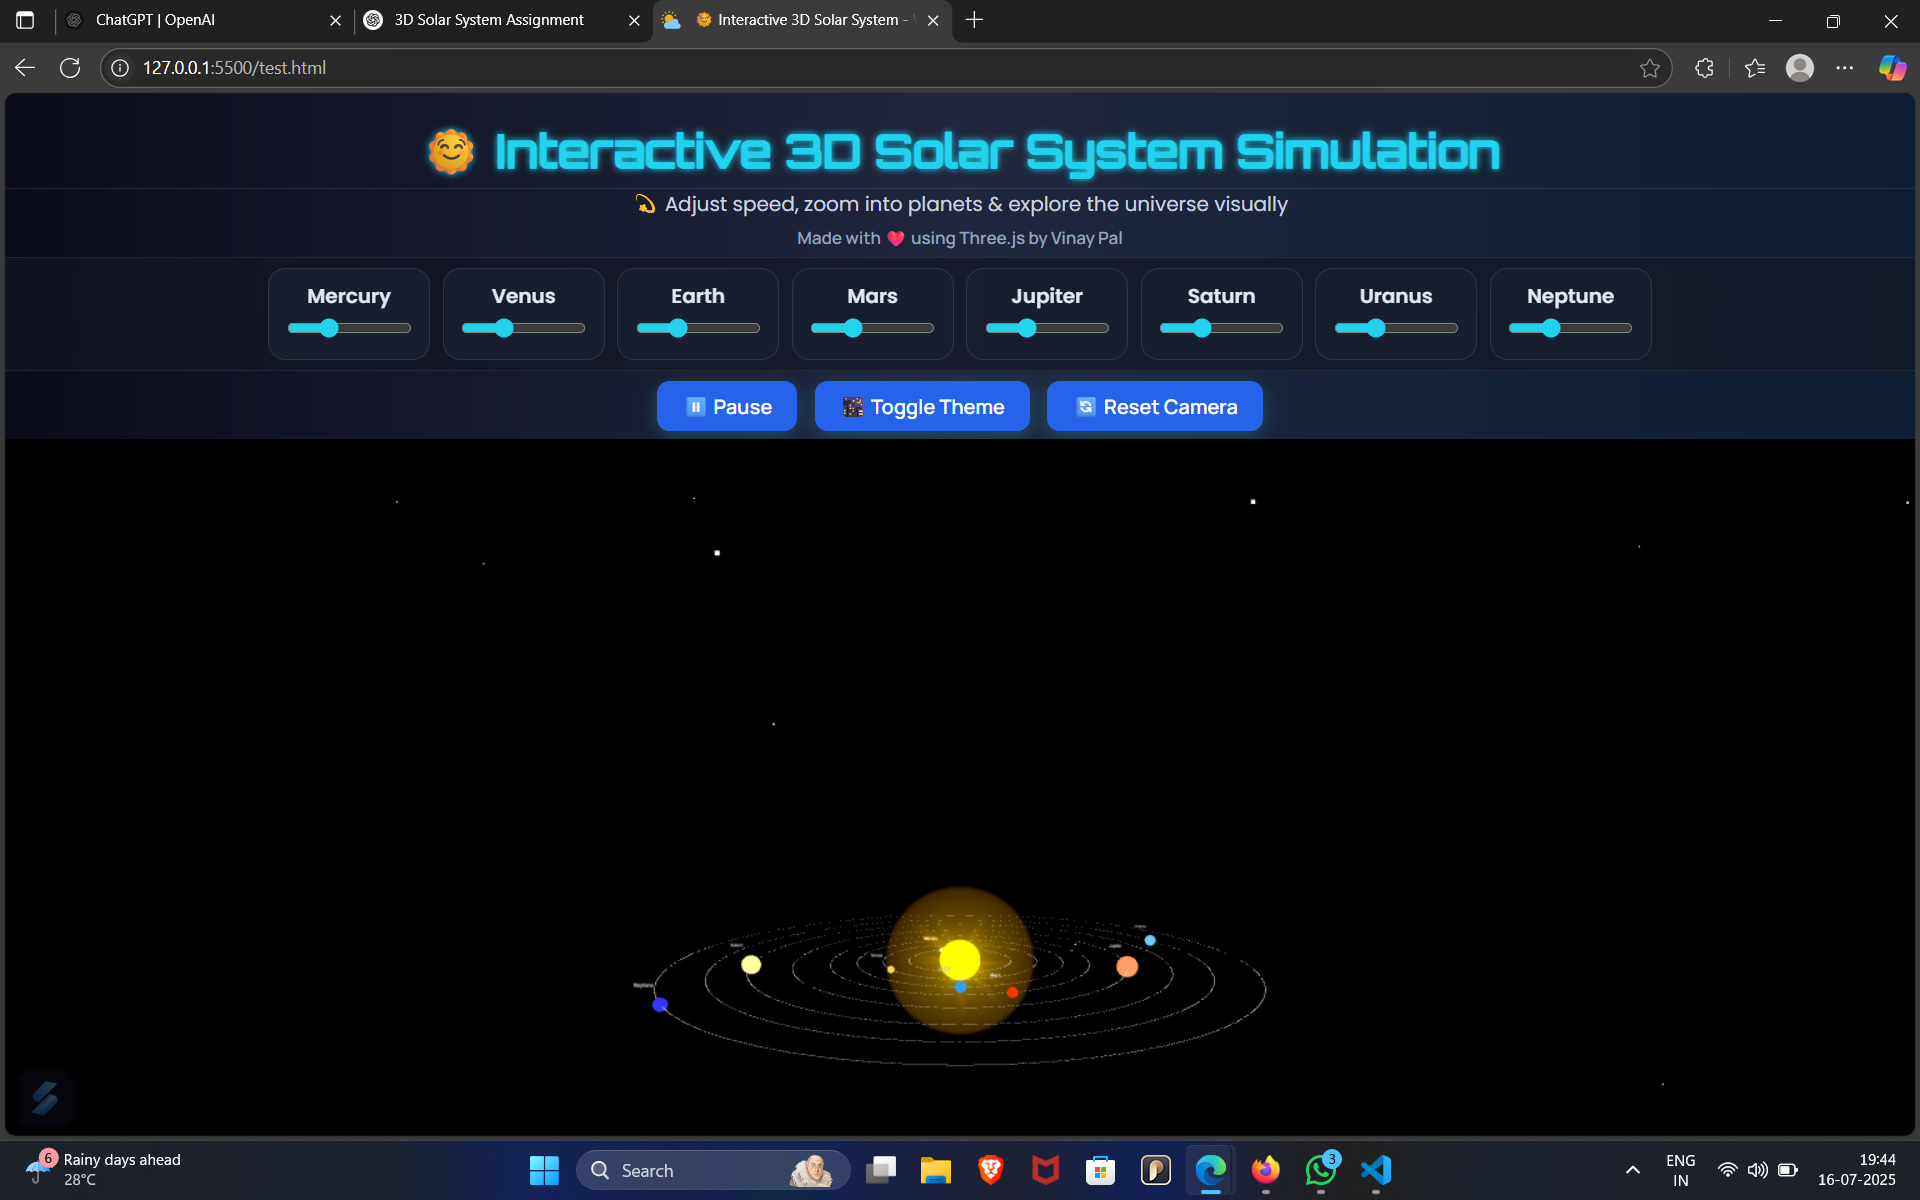 ChatGPT | OpenAI
3D Solar System Assignment
Interactive 3D Solar System -
127.0.0.1:5500/test.html
Interactive 3D Solar System Simulation
Adjust speed, zoom into planets & explore the universe visually
Made with ❤️ using Three.js by Vinay Pal
Mercury Venus Earth Mars Jupiter Saturn Uranus Neptune
Pause Toggle Theme Reset Camera
Neptune
6
Rainy days ahead
28°C
Search
3
ENG
IN
19:44
16-07-2025